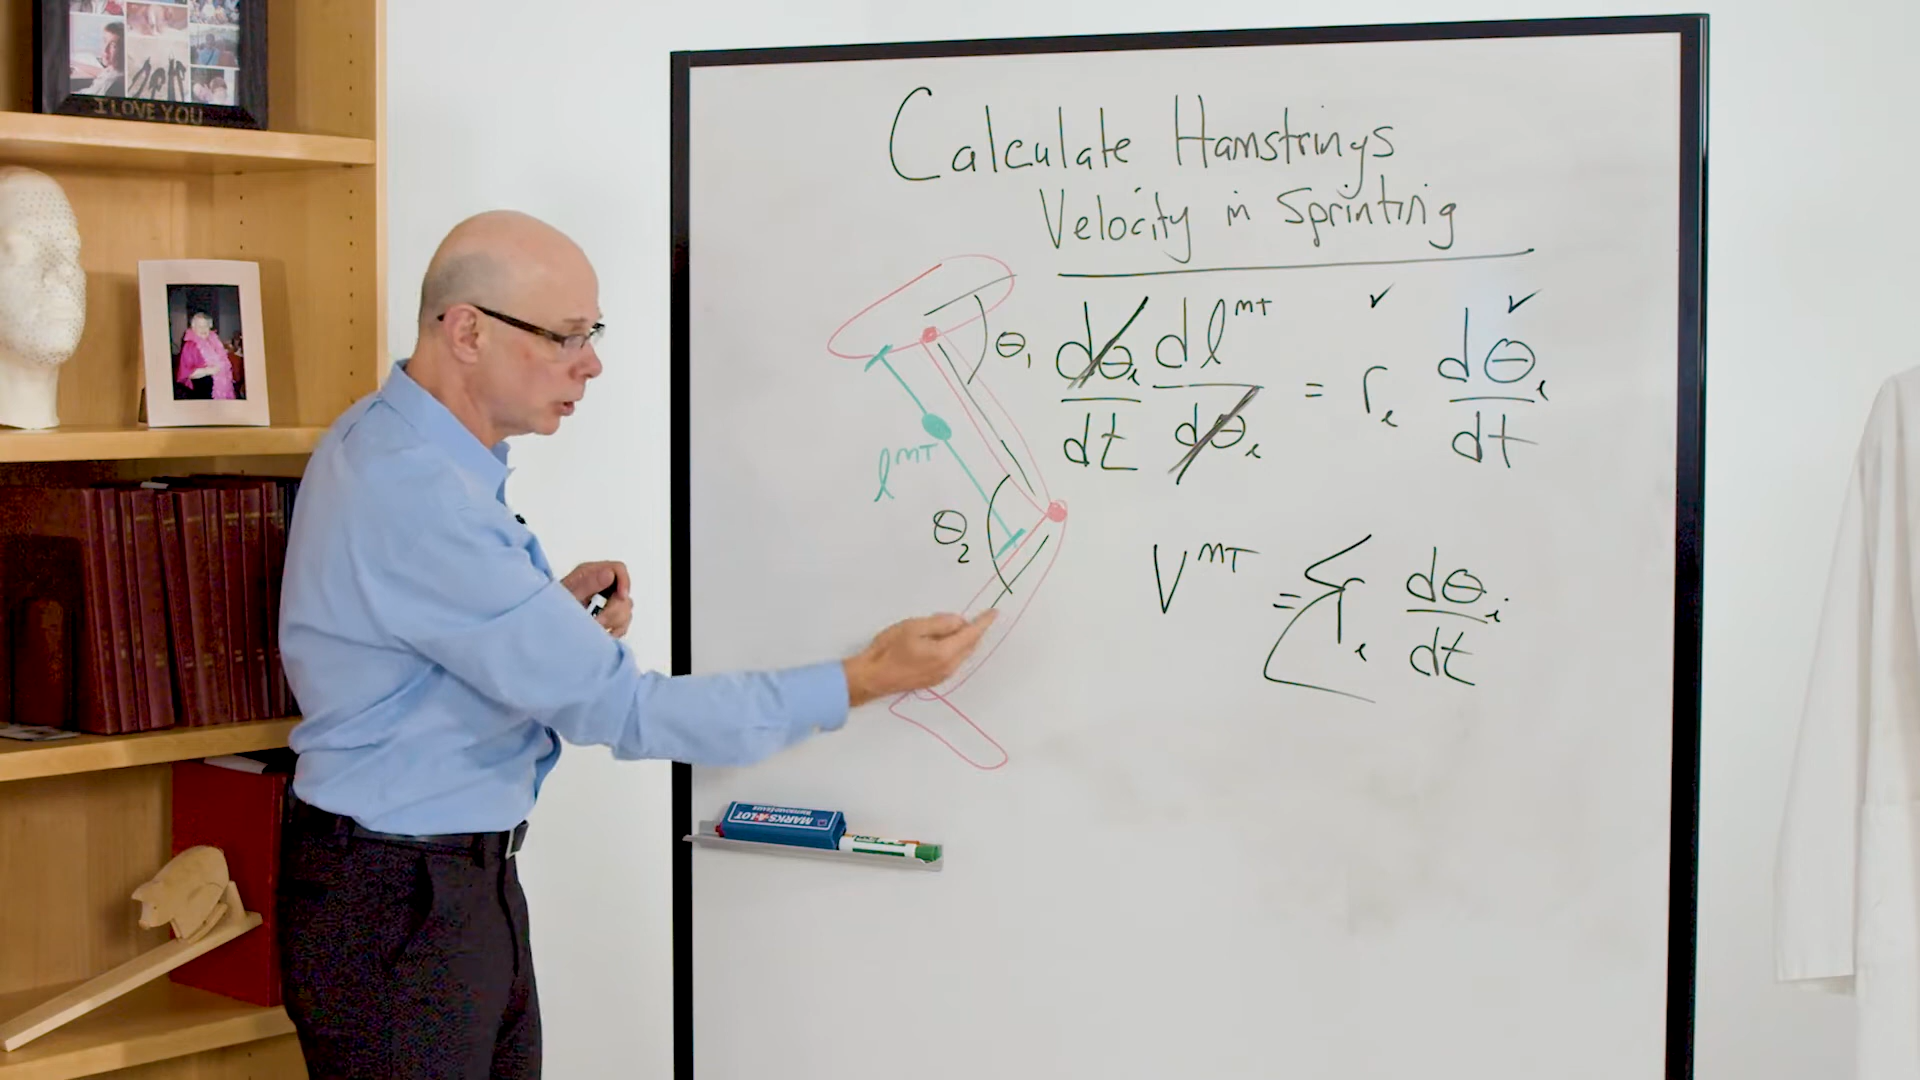 I LOVE YOU
Calculate Hamstrings
Velocity in Sprinting
θ₁
dθᵢ/dt dl^MT/dθᵢ = rᵢ dθᵢ/dt
✓ ✓
l^MT
θ₂
V^MT = Σ rᵢ dθᵢ/dt
MARKS-A-LOT
EXPO